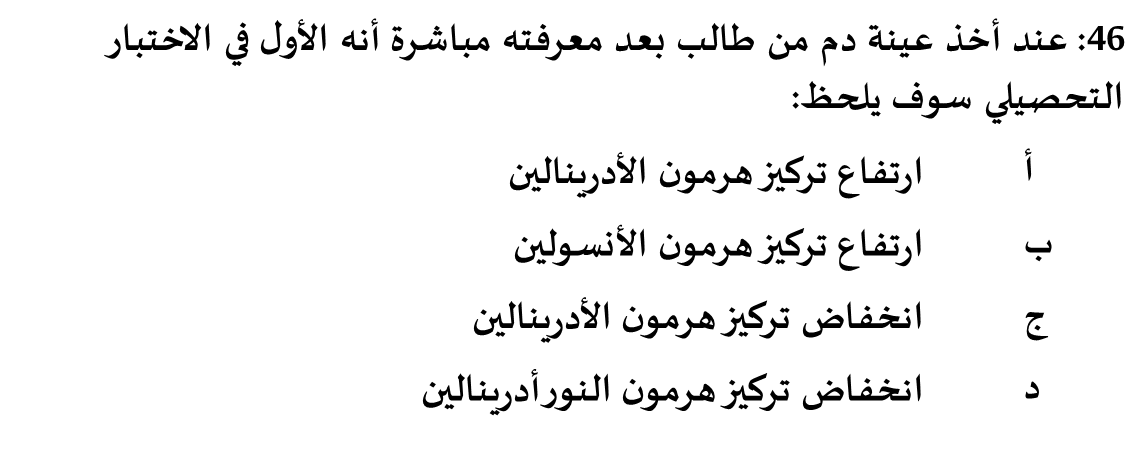 46: عند أخذ عينة دم من طالب بعد معرفته مباشرة أنه الأول في الاختبار
التحصيلي سوف يلحظ:
أ ارتفاع تركيز هرمون الأدرينالين
ب ارتفاع تركيز هرمون الأنسولين
ج انخفاض تركيز هرمون الأدرينالين
د انخفاض تركيز هرمون النورأدرينالين